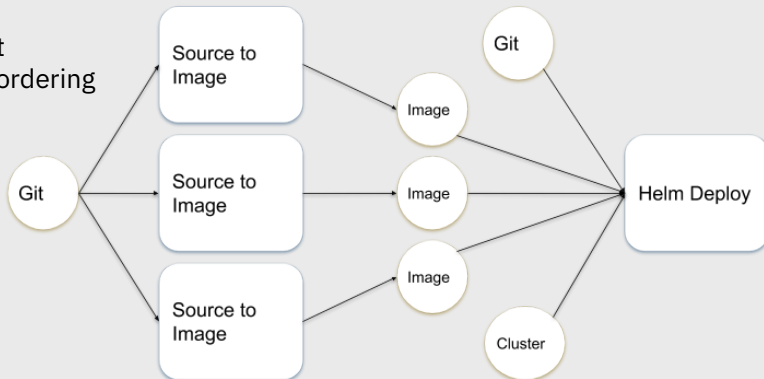 ordering
Git
Source to
Image
Source to
Image
Source to
Image
Image
Image
Image
Git
Cluster
Helm Deploy